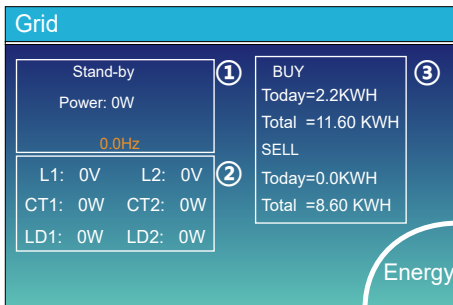 Grid
Stand-by
①
Power: 0W
0.0Hz
L1: 0V L2: 0V
②
CT1: 0W CT2: 0W
LD1: 0W LD2: 0W
BUY
③
Today=2.2KWH
Total =11.60 KWH
SELL
Today=0.0KWH
Total =8.60 KWH
Energy